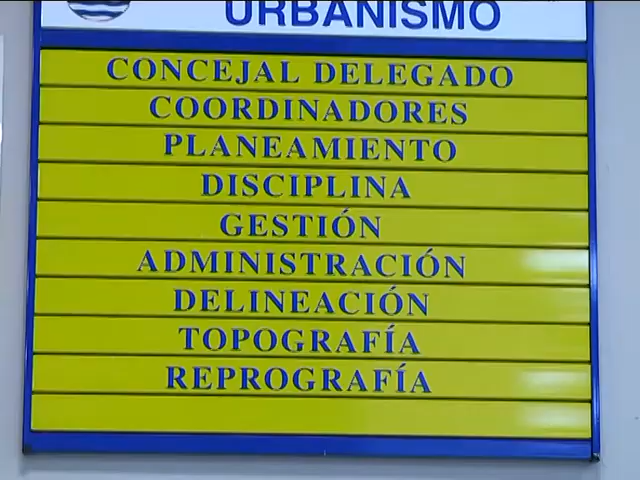 URBANISMO
CONCEJAL DELEGADO
COORDINADORES
PLANEAMIENTO
DISCIPLINA
GESTIÓN
ADMINISTRACIÓN
DELINEACIÓN
TOPOGRAFÍA
REPROGRAFÍA